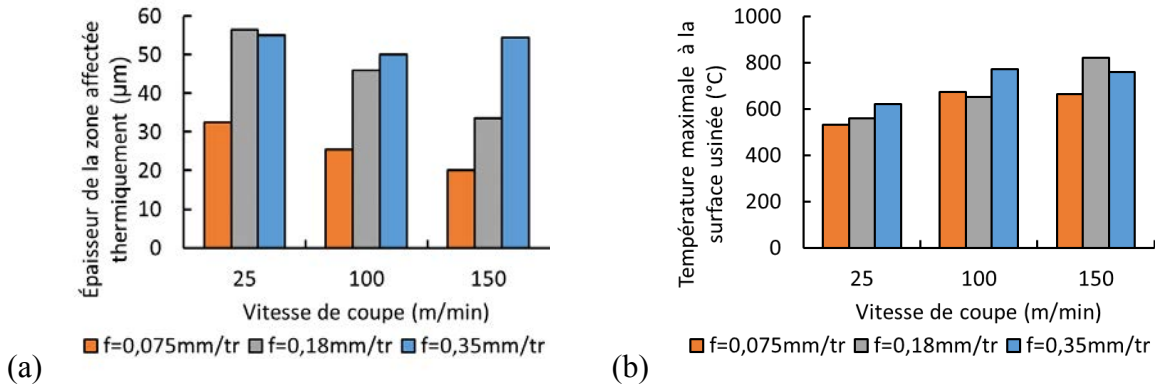 Épaisseur de la zone affectée
thermiquement (µm)
60
50
40
30
20
10
0
25
100
150
Vitesse de coupe (m/min)
f=0,075mm/tr
f=0,18mm/tr
f=0,35mm/tr
(a)
Température maximale à la
surface usinée (°C)
1000
800
600
400
200
0
25
100
150
Vitesse de coupe (m/min)
f=0,075mm/tr
f=0,18mm/tr
f=0,35mm/tr
(b)